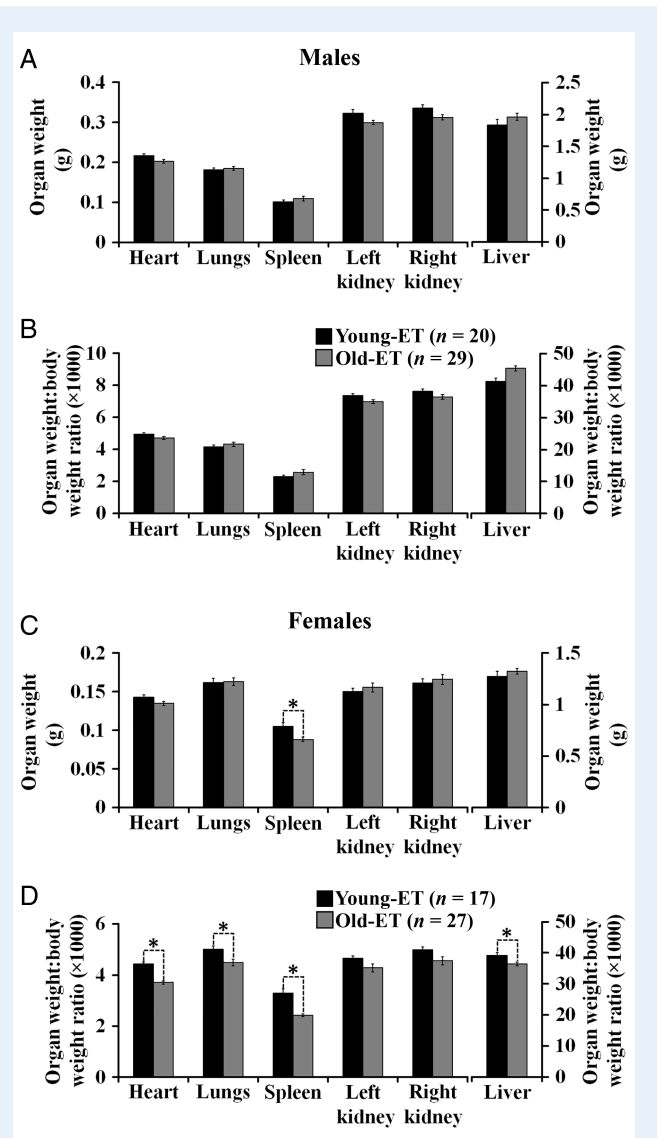 A
Males
Organ weight
(g)
0.4
0.3
0.2
0.1
0
2.5
2
1.5
1
0.5
0
Organ weight
(g)
Heart Lungs Spleen Left Right Liver
kidney kidney
B
Young-ET (n = 20)
Old-ET (n = 29)
Organ weight:body
weight ratio (×1000)
10
8
6
4
2
0
50
40
30
20
10
0
Organ weight:body
weight ratio (×1000)
Heart Lungs Spleen Left Right Liver
kidney kidney
C
Females
Organ weight
(g)
0.2
0.15
0.1
0.05
0
*
1.5
1
0.5
0
Organ weight
(g)
Heart Lungs Spleen Left Right Liver
kidney kidney
D
Young-ET (n = 17)
Old-ET (n = 27)
Organ weight:body
weight ratio (×1000)
6
4
2
0
* * * *
50
40
30
20
10
0
Organ weight:body
weight ratio (×1000)
Heart Lungs Spleen Left Right Liver
kidney kidney